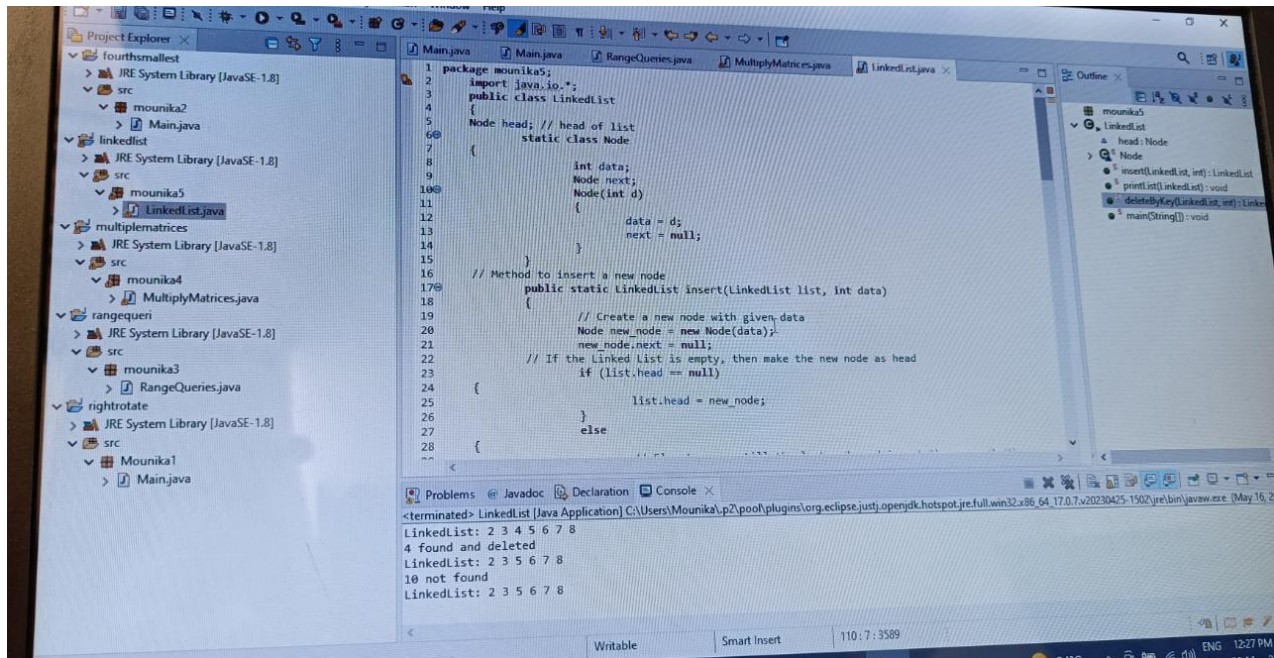 Window Help
Project Explorer
fourthsmallest
JRE System Library [JavaSE-1.8]
src
mounika2
Main.java
linkedlist
JRE System Library [JavaSE-1.8]
src
mounika5
LinkedList.java
multiplematrices
JRE System Library [JavaSE-1.8]
src
mounika4
MultiplyMatrices.java
rangequeri
JRE System Library [JavaSE-1.8]
src
mounika3
RangeQueries.java
rightrotate
JRE System Library [JavaSE-1.8]
src
Mounika1
Main.java
Main.java Main.java RangeQueries.java MultiplyMatrices.java LinkedList.java
1 package mounika5;
2 import java.io.*;
3 public class LinkedList
4 {
5 Node head; // head of list
6 static class Node
7 {
8 int data;
9 Node next;
10 Node(int d)
11 {
12 data = d;
13 next = null;
14 }
15 }
16 // Method to insert a new node
17 public static LinkedList insert(LinkedList list, int data)
18 {
19 // Create a new node with given data
20 Node new_node = new Node(data);
21 new_node.next = null;
22 // If the Linked List is empty, then make the new node as head
23 if (list.head == null)
24 {
25 list.head = new_node;
26 }
27 else
28 {
Outline
mounika5
LinkedList
head : Node
Node
insert(LinkedList, int) : LinkedList
printList(LinkedList) : void
deleteByKey(LinkedList, int) : Linke
main(String[]) : void
Problems @ Javadoc Declaration Console
<terminated> LinkedList [Java Application] C:\Users\Mounika\.p2\pool\plugins\org.eclipse.justj.openjdk.hotspot.jre.full.win32.x86_64_17.0.7.v20230425-1502\jre\bin\javaw.exe (May 16, 2
LinkedList: 2 3 4 5 6 7 8
4 found and deleted
LinkedList: 2 3 5 6 7 8
10 not found
LinkedList: 2 3 5 6 7 8
Writable Smart Insert 110 : 7 : 3589
ENG 12:27 PM